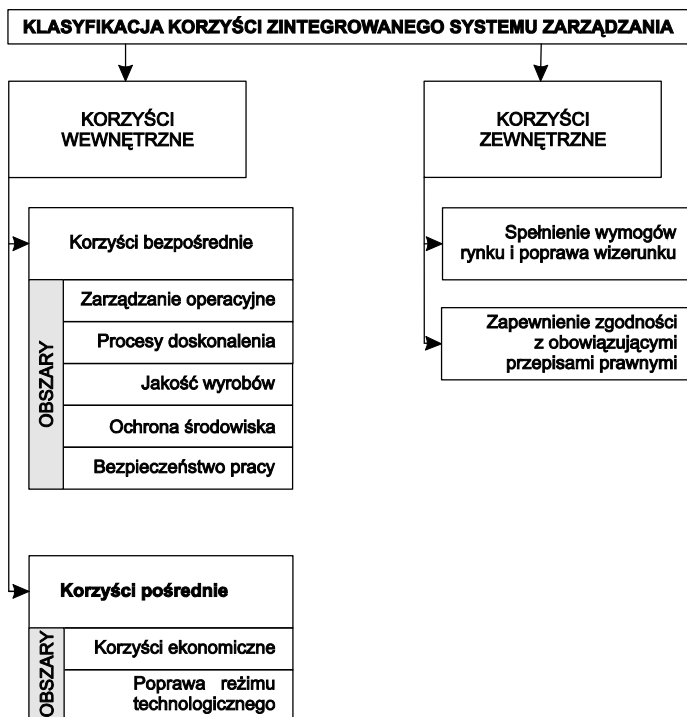 KLASYFIKACJA KORZYŚCI ZINTEGROWANEGO SYSTEMU ZARZĄDZANIA
KORZYŚCI
WEWNĘTRZNE
Korzyści bezpośrednie
OBSZARY
Zarządzanie operacyjne
Procesy doskonalenia
Jakość wyrobów
Ochrona środowiska
Bezpieczeństwo pracy
Korzyści pośrednie
OBSZARY
Korzyści ekonomiczne
Poprawa reżimu
technologicznego
KORZYŚCI
ZEWNĘTRZNE
Spełnienie wymogów
rynku i poprawa wizerunku
Zapewnienie zgodności
z obowiązującymi
przepisami prawnymi